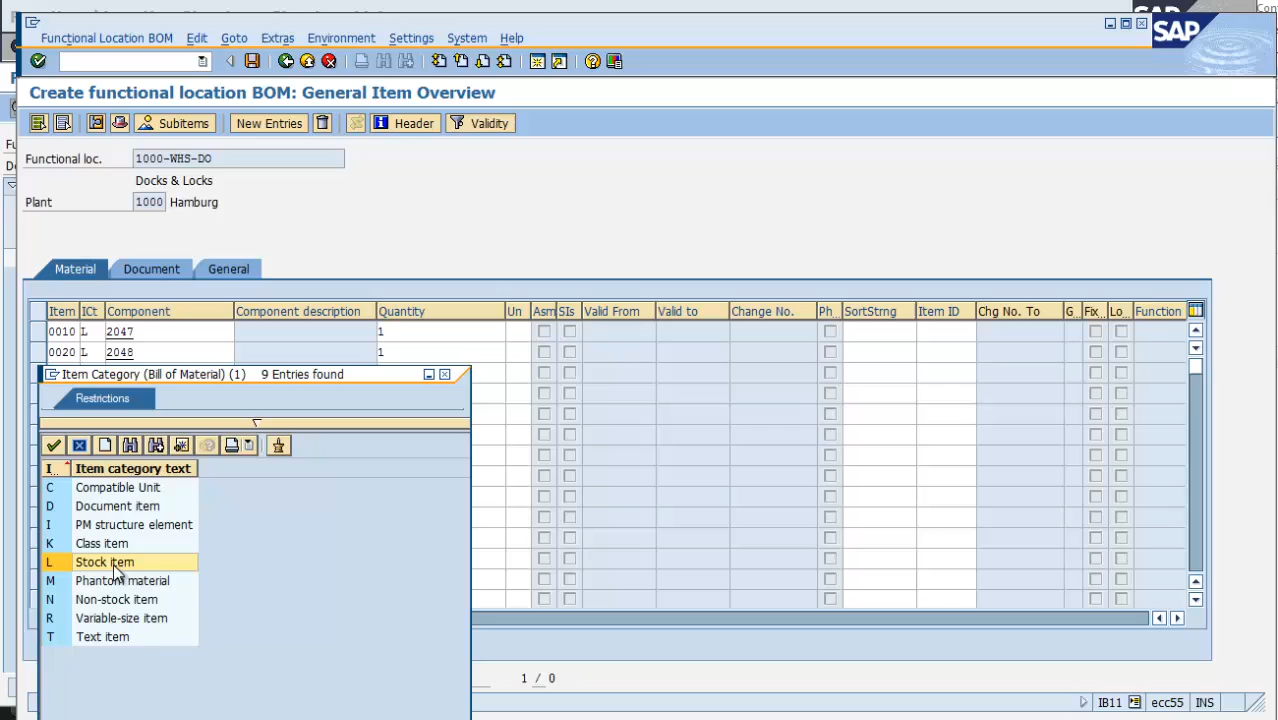 SAP
Functional Location BOM Edit Goto Extras Environment Settings System Help
SAP
Create functional location BOM: General Item Overview
Subitems New Entries Header Validity
Functional loc. 1000-WHS-DO
Docks & Locks
Plant 1000 Hamburg
Material Document General
Item ICt Component Component description Quantity Un Asm SIs Valid From Valid to Change No. Ph.. SortStrng Item ID Chg No. To G.. Fix.. Lo.. Function
0010 L 2047 1
0020 L 2048 1
Item Category (Bill of Material) (1) 9 Entries found
Restrictions
I.. Item category text
C Compatible Unit
D Document item
I PM structure element
K Class item
L Stock item
M Phantom material
N Non-stock item
R Variable-size item
T Text item
1 / 0
IB11 ecc55 INS